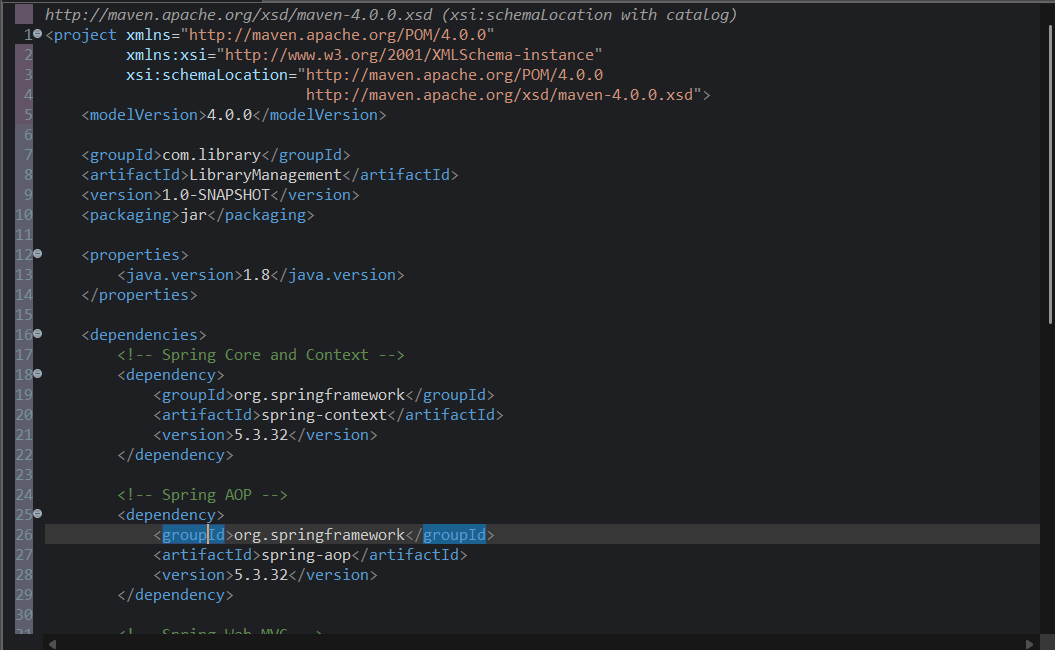 http://maven.apache.org/xsd/maven-4.0.0.xsd (xsi:schemaLocation with catalog)
1 <project xmlns="http://maven.apache.org/POM/4.0.0"
2 xmlns:xsi="http://www.w3.org/2001/XMLSchema-instance"
3 xsi:schemaLocation="http://maven.apache.org/POM/4.0.0
4 http://maven.apache.org/xsd/maven-4.0.0.xsd">
5 <modelVersion>4.0.0</modelVersion>
6
7 <groupId>com.library</groupId>
8 <artifactId>LibraryManagement</artifactId>
9 <version>1.0-SNAPSHOT</version>
10 <packaging>jar</packaging>
11
12 <properties>
13 <java.version>1.8</java.version>
14 </properties>
15
16 <dependencies>
17 <!-- Spring Core and Context -->
18 <dependency>
19 <groupId>org.springframework</groupId>
20 <artifactId>spring-context</artifactId>
21 <version>5.3.32</version>
22 </dependency>
23
24 <!-- Spring AOP -->
25 <dependency>
26 <groupId>org.springframework</groupId>
27 <artifactId>spring-aop</artifactId>
28 <version>5.3.32</version>
29 </dependency>
30
31 <!-- Spring Web MVC -->